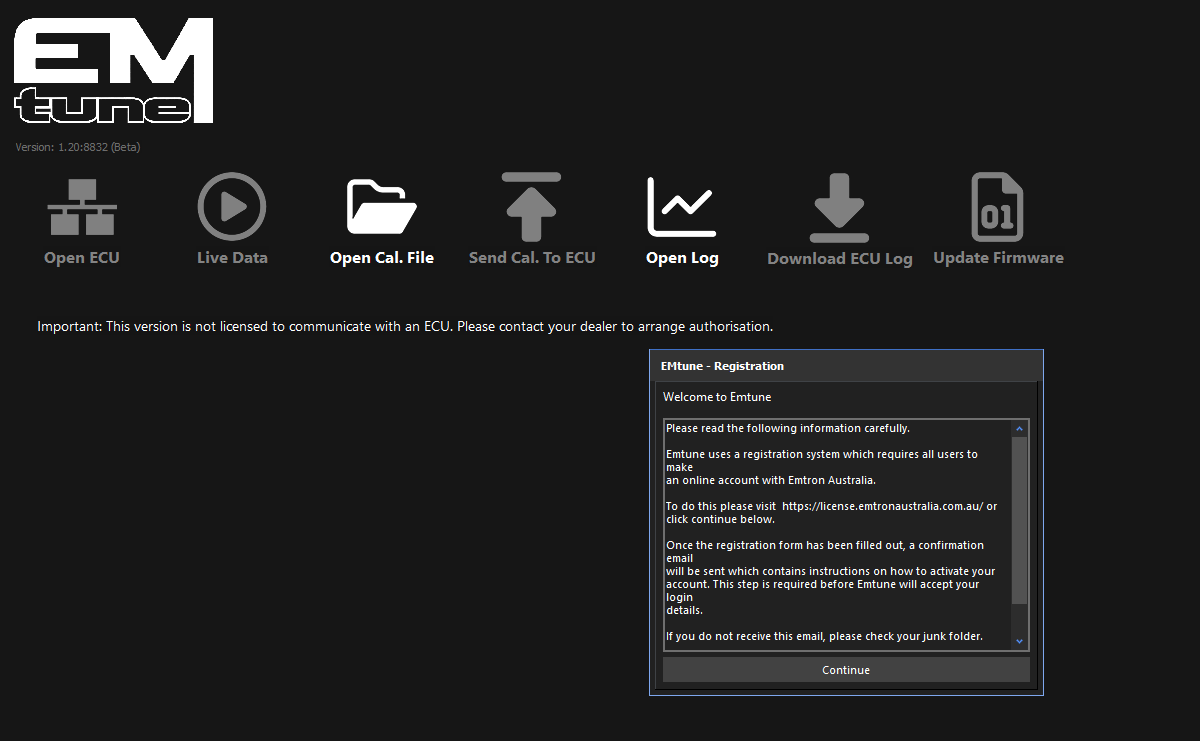 EM
tune
Version: 1.20:8832 (Beta)
01
Open ECU
Live Data
Open Cal. File
Send Cal. To ECU
Open Log
Download ECU Log
Update Firmware
Important: This version is not licensed to communicate with an ECU. Please contact your dealer to arrange authorisation.
EMtune - Registration
Welcome to Emtune
Please read the following information carefully.
Emtune uses a registration system which requires all users to
make
an online account with Emtron Australia.
To do this please visit  https://license.emtronaustralia.com.au/ or
click continue below.
Once the registration form has been filled out, a confirmation
email
will be sent which contains instructions on how to activate your
account. This step is required before Emtune will accept your
login
details.
If you do not receive this email, please check your junk folder.
Continue